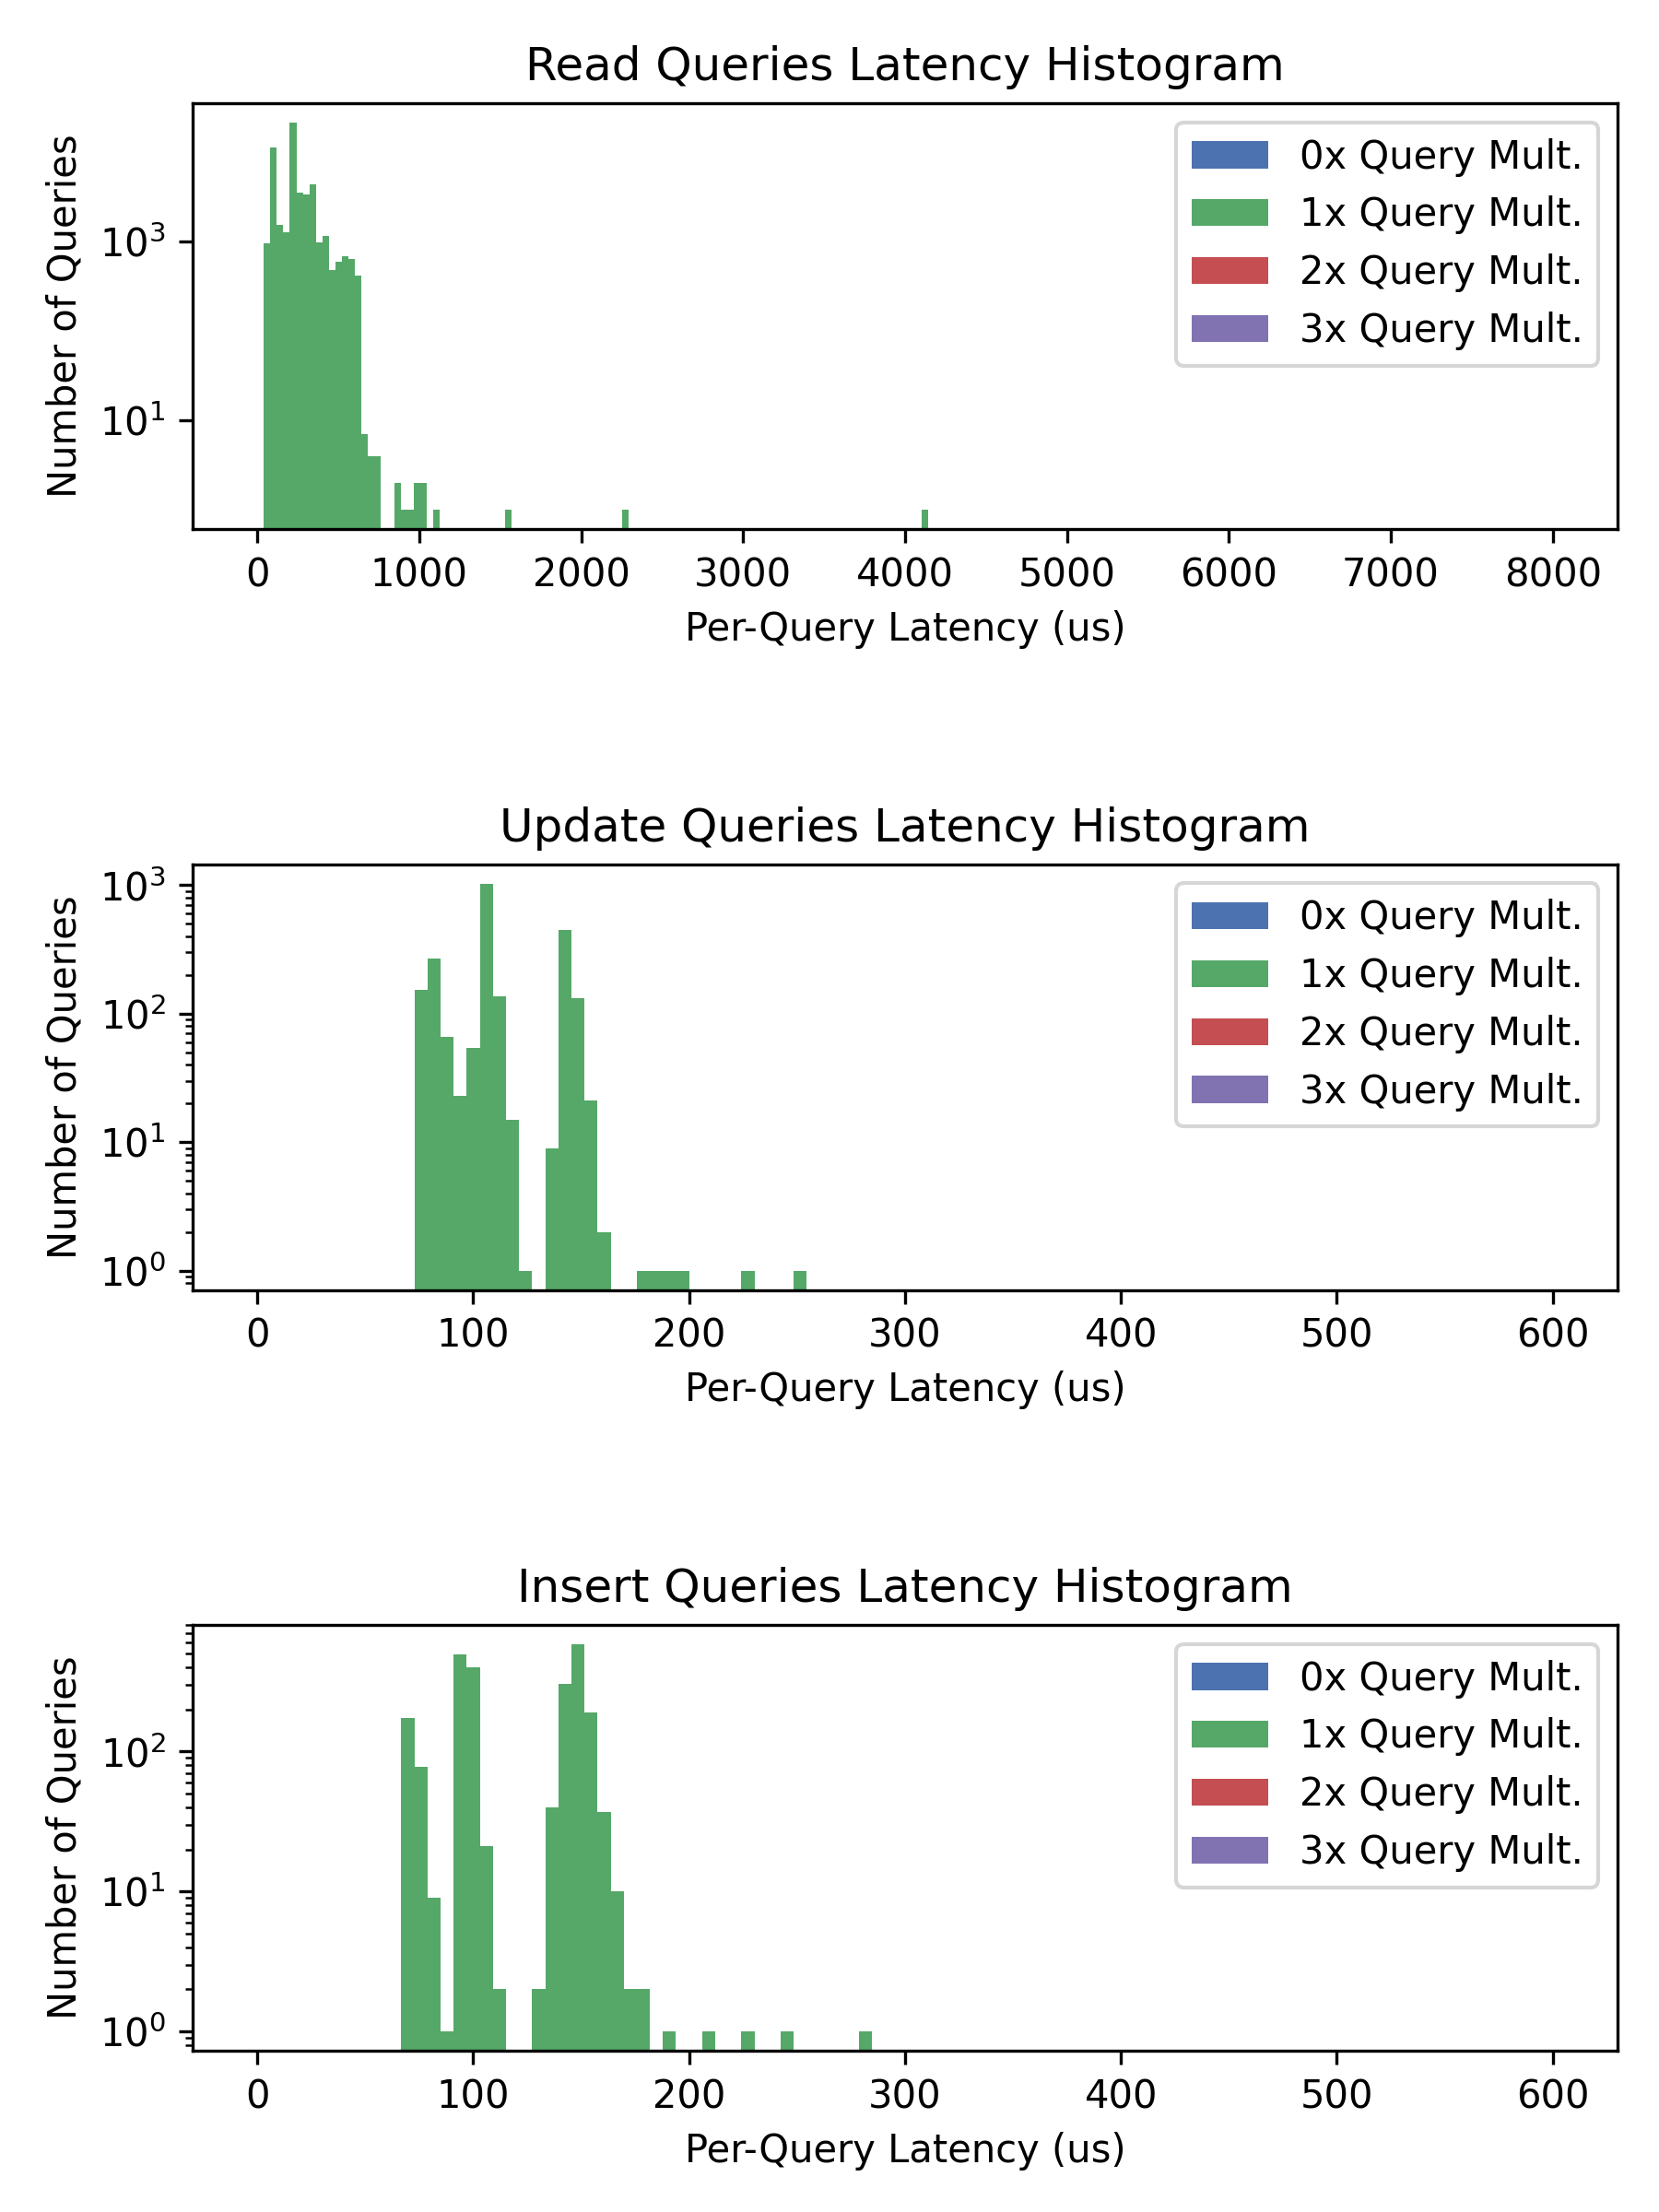 Read Queries Latency Histogram
Number of Queries
10³
10¹
0x Query Mult.
1x Query Mult.
2x Query Mult.
3x Query Mult.
0 1000 2000 3000 4000 5000 6000 7000 8000
Per-Query Latency (us)
Update Queries Latency Histogram
Number of Queries
10³
10²
10¹
10⁰
0x Query Mult.
1x Query Mult.
2x Query Mult.
3x Query Mult.
0 100 200 300 400 500 600
Per-Query Latency (us)
Insert Queries Latency Histogram
Number of Queries
10²
10¹
10⁰
0x Query Mult.
1x Query Mult.
2x Query Mult.
3x Query Mult.
0 100 200 300 400 500 600
Per-Query Latency (us)